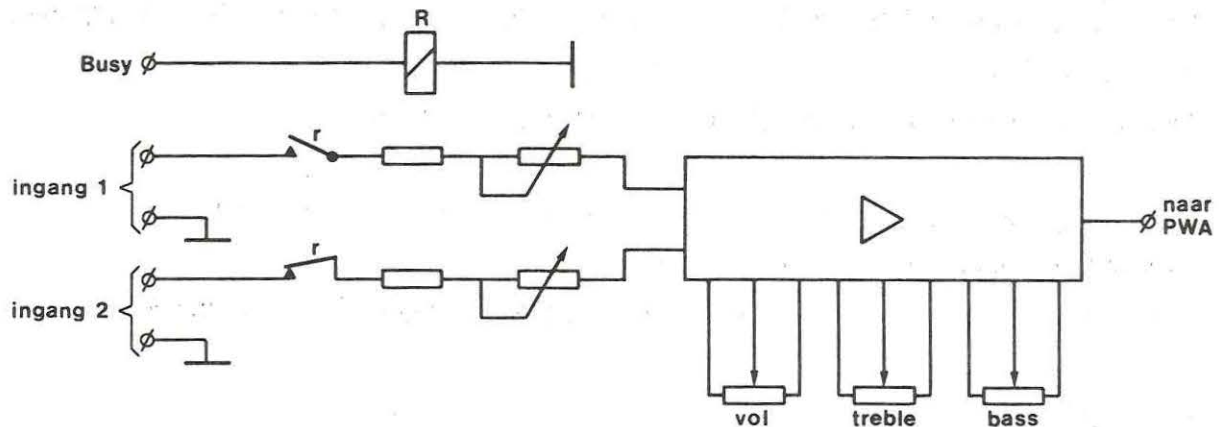 R
Busy
r
ingang 1
naar
PWA
r
ingang 2
vol
treble
bass